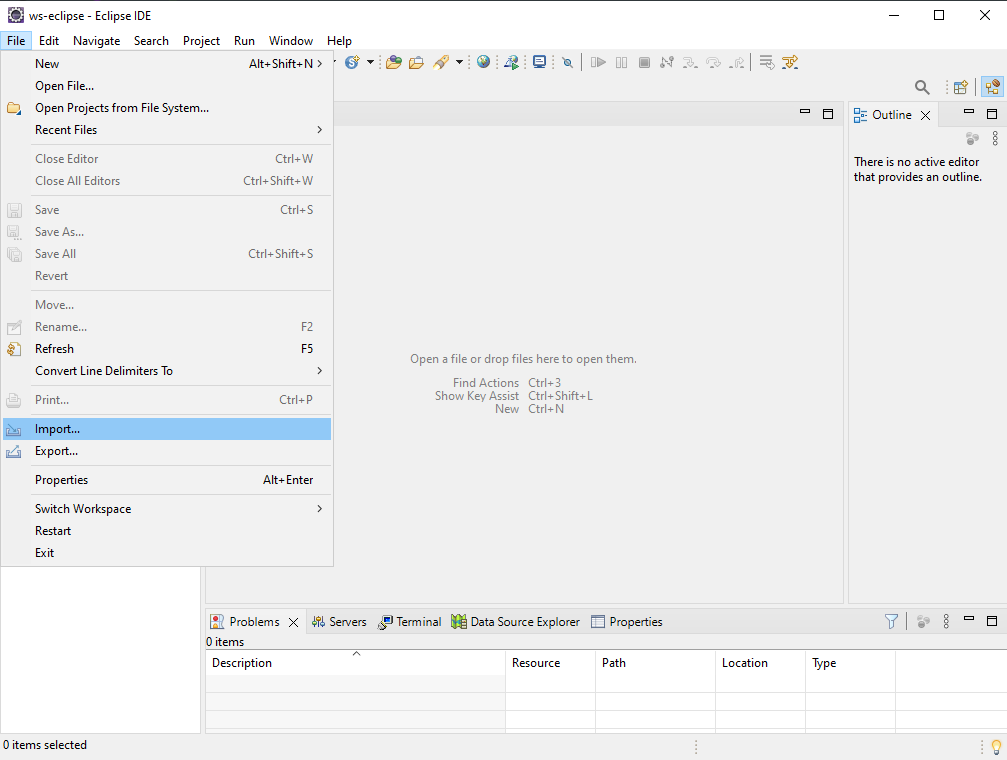 ws-eclipse - Eclipse IDE
File Edit Navigate Search Project Run Window Help
New Alt+Shift+N
Open File...
Open Projects from File System...
Recent Files
Close Editor Ctrl+W
Close All Editors Ctrl+Shift+W
Save Ctrl+S
Save As...
Save All Ctrl+Shift+S
Revert
Move...
Rename... F2
Refresh F5
Convert Line Delimiters To
Print... Ctrl+P
Import...
Export...
Properties Alt+Enter
Switch Workspace
Restart
Exit
Open a file or drop files here to open them.
Find Actions Ctrl+3
Show Key Assist Ctrl+Shift+L
New Ctrl+N
Outline
There is no active editor
that provides an outline.
Problems Servers Terminal Data Source Explorer Properties
0 items
Description Resource Path Location Type
0 items selected